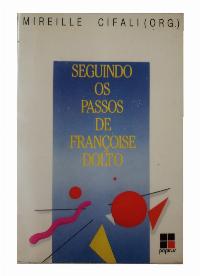 MIREILLE CIFALI (ORG.)
SEGUINDO
OS
PASSOS
DE
FRANÇOISE
DOLTO
papirus